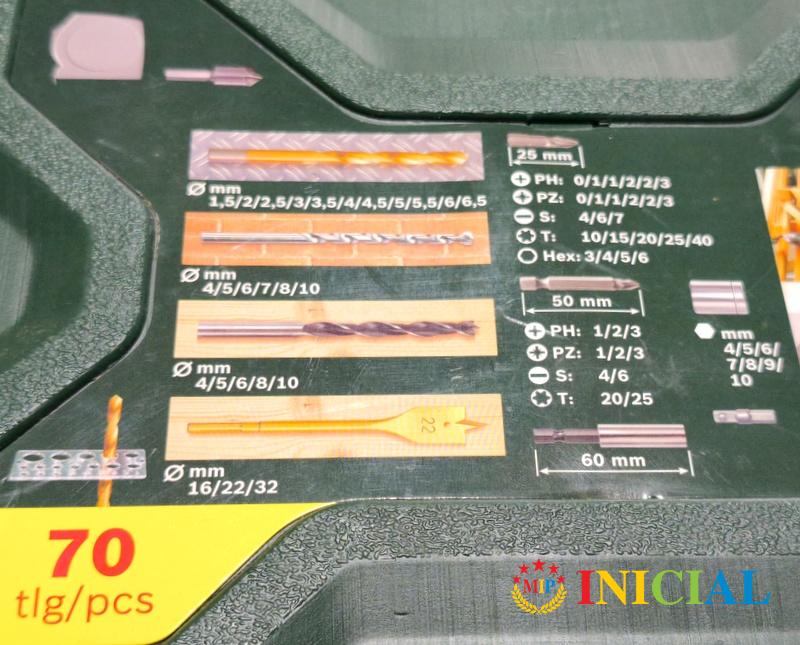 Ø mm
1,5/2/2,5/3/3,5/4/4,5/5/5,5/6/6,5
Ø mm
4/5/6/7/8/10
Ø mm
4/5/6/8/10
22
Ø mm
16/22/32
25 mm
PH: 0/1/1/2/2/3
PZ: 0/1/1/2/2/3
S: 4/6/7
T: 10/15/20/25/40
Hex: 3/4/5/6
50 mm
PH: 1/2/3
PZ: 1/2/3
S: 4/6
T: 20/25
60 mm
mm
4/5/6/
7/8/9/
10
70
tlg/pcs
MIP INICIAL